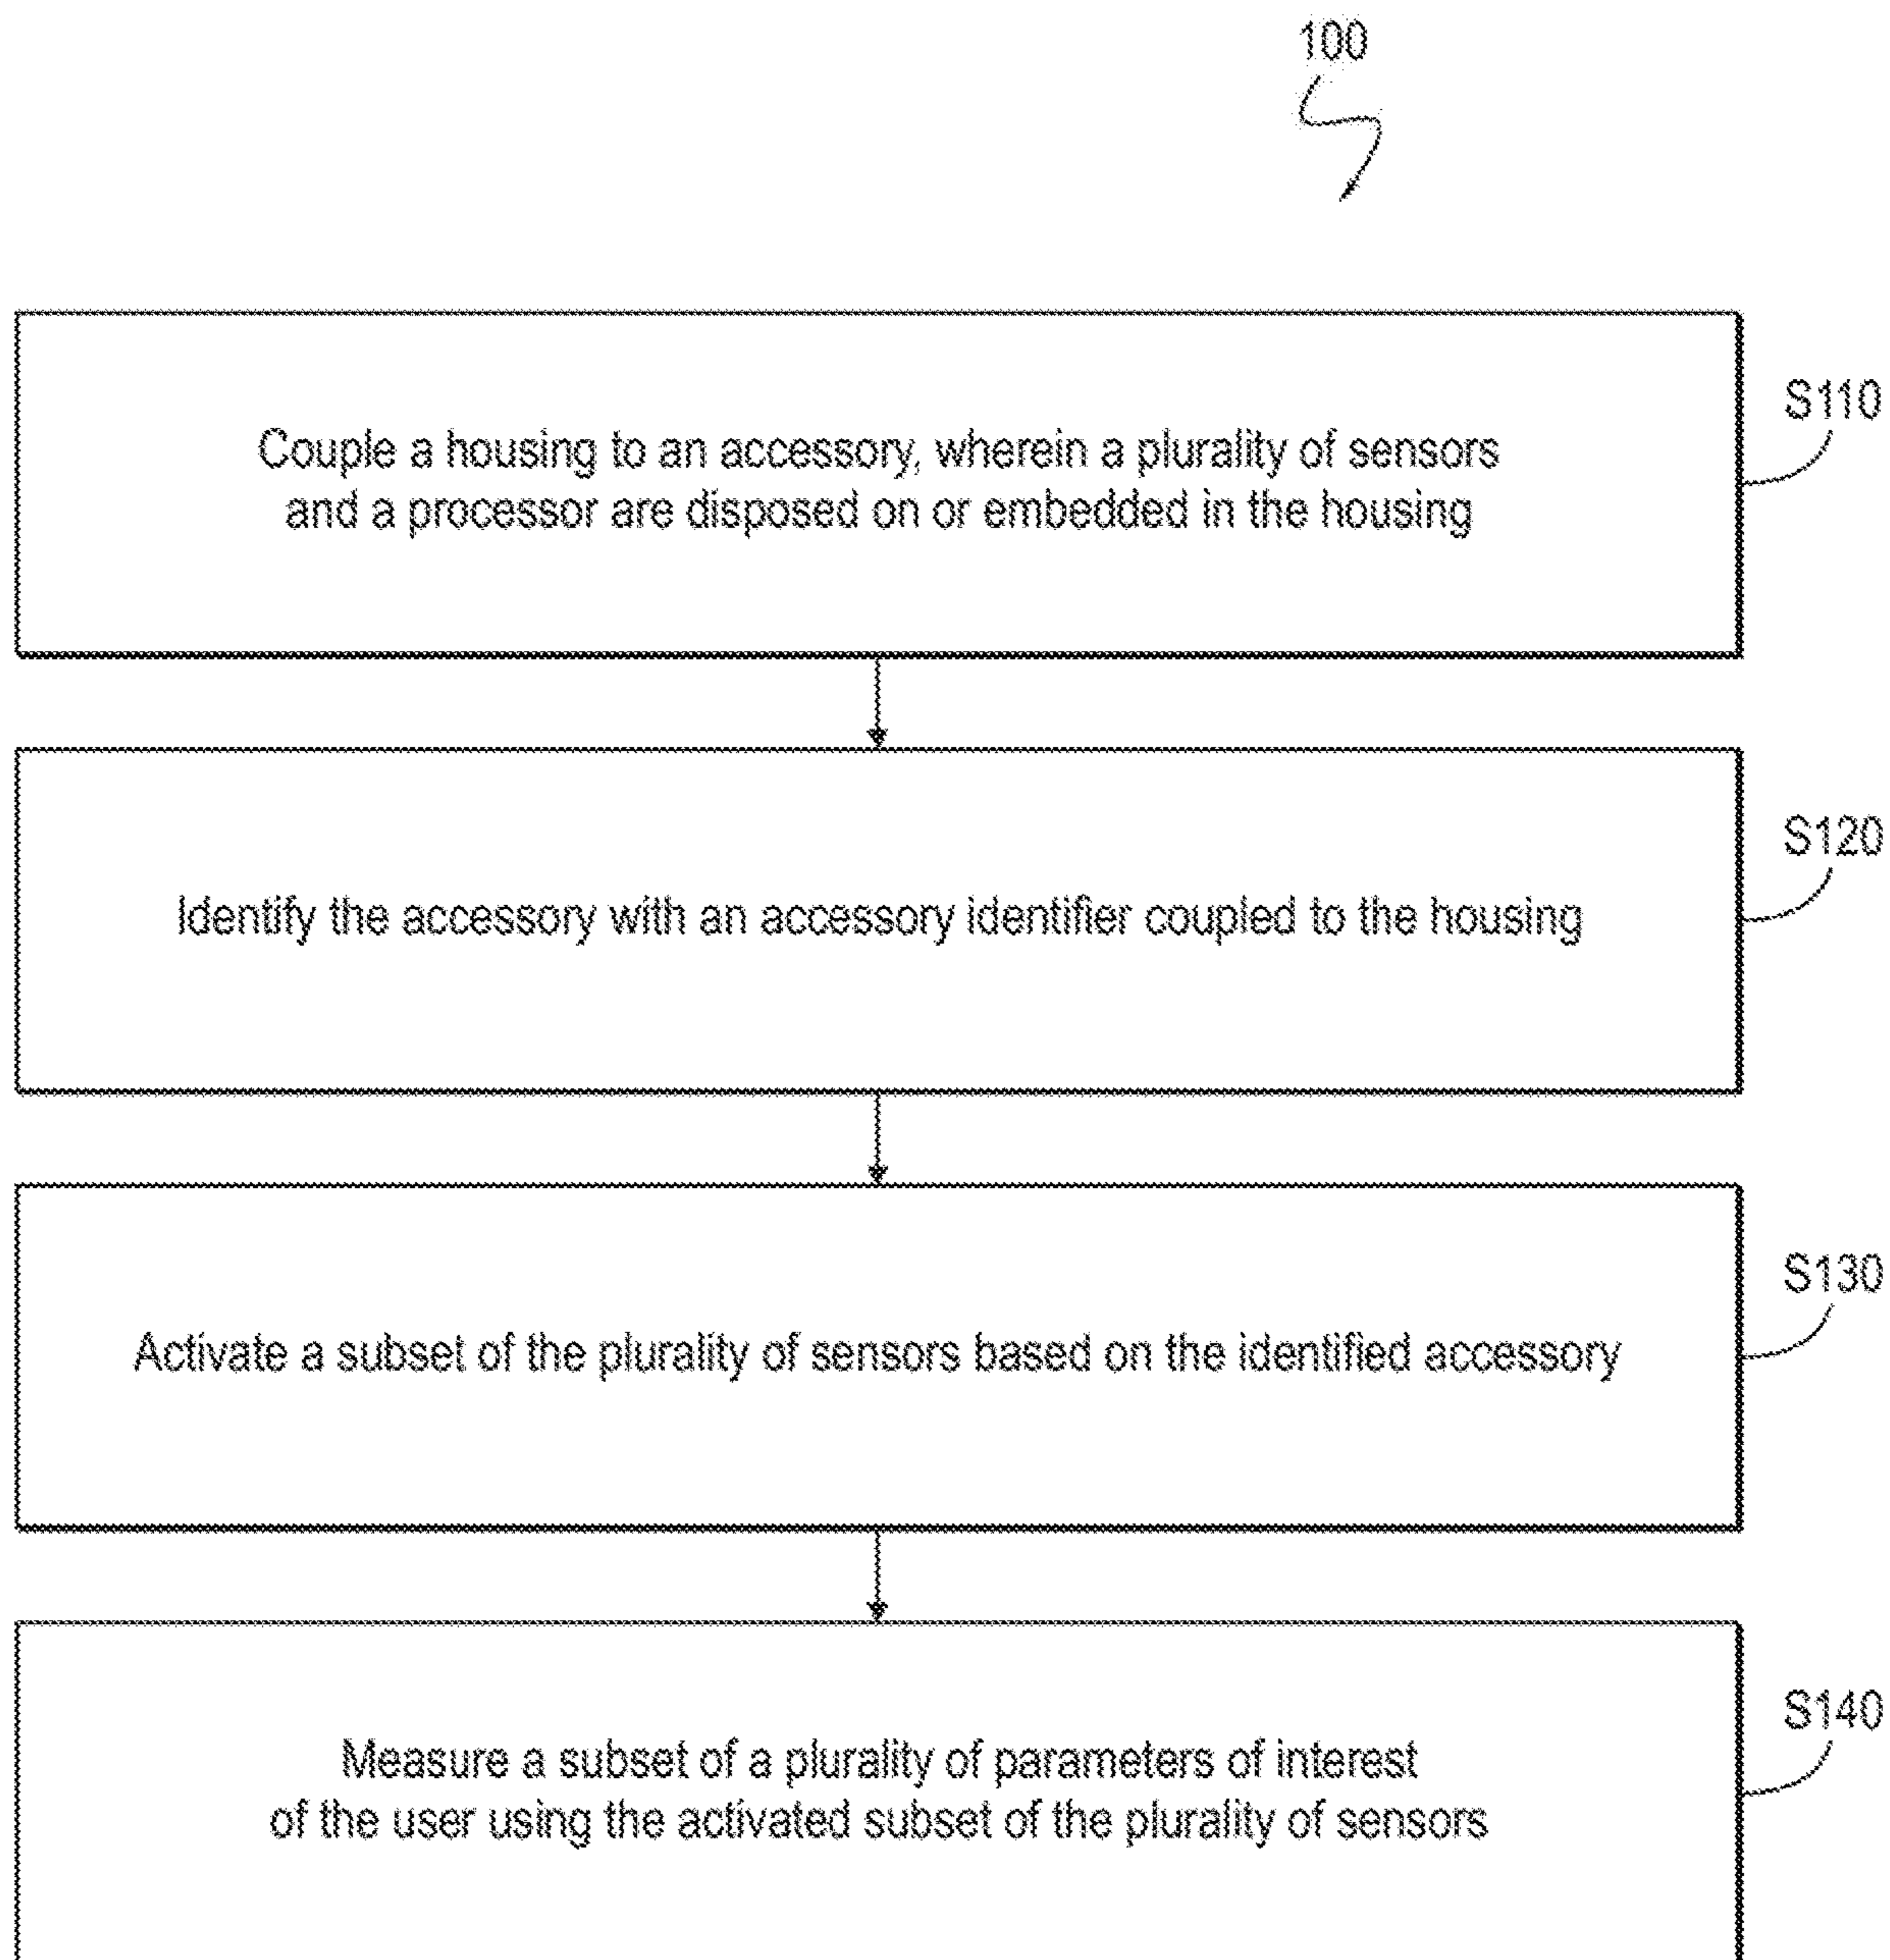 100
Couple a housing to an accessory, wherein a plurality of sensors
and a processor are disposed on or embedded in the housing
S110
Identify the accessory with an accessory identifier coupled to the housing
S120
Activate a subset of the plurality of sensors based on the identified accessory
S130
Measure a subset of a plurality of parameters of interest
of the user using the activated subset of the plurality of sensors
S140